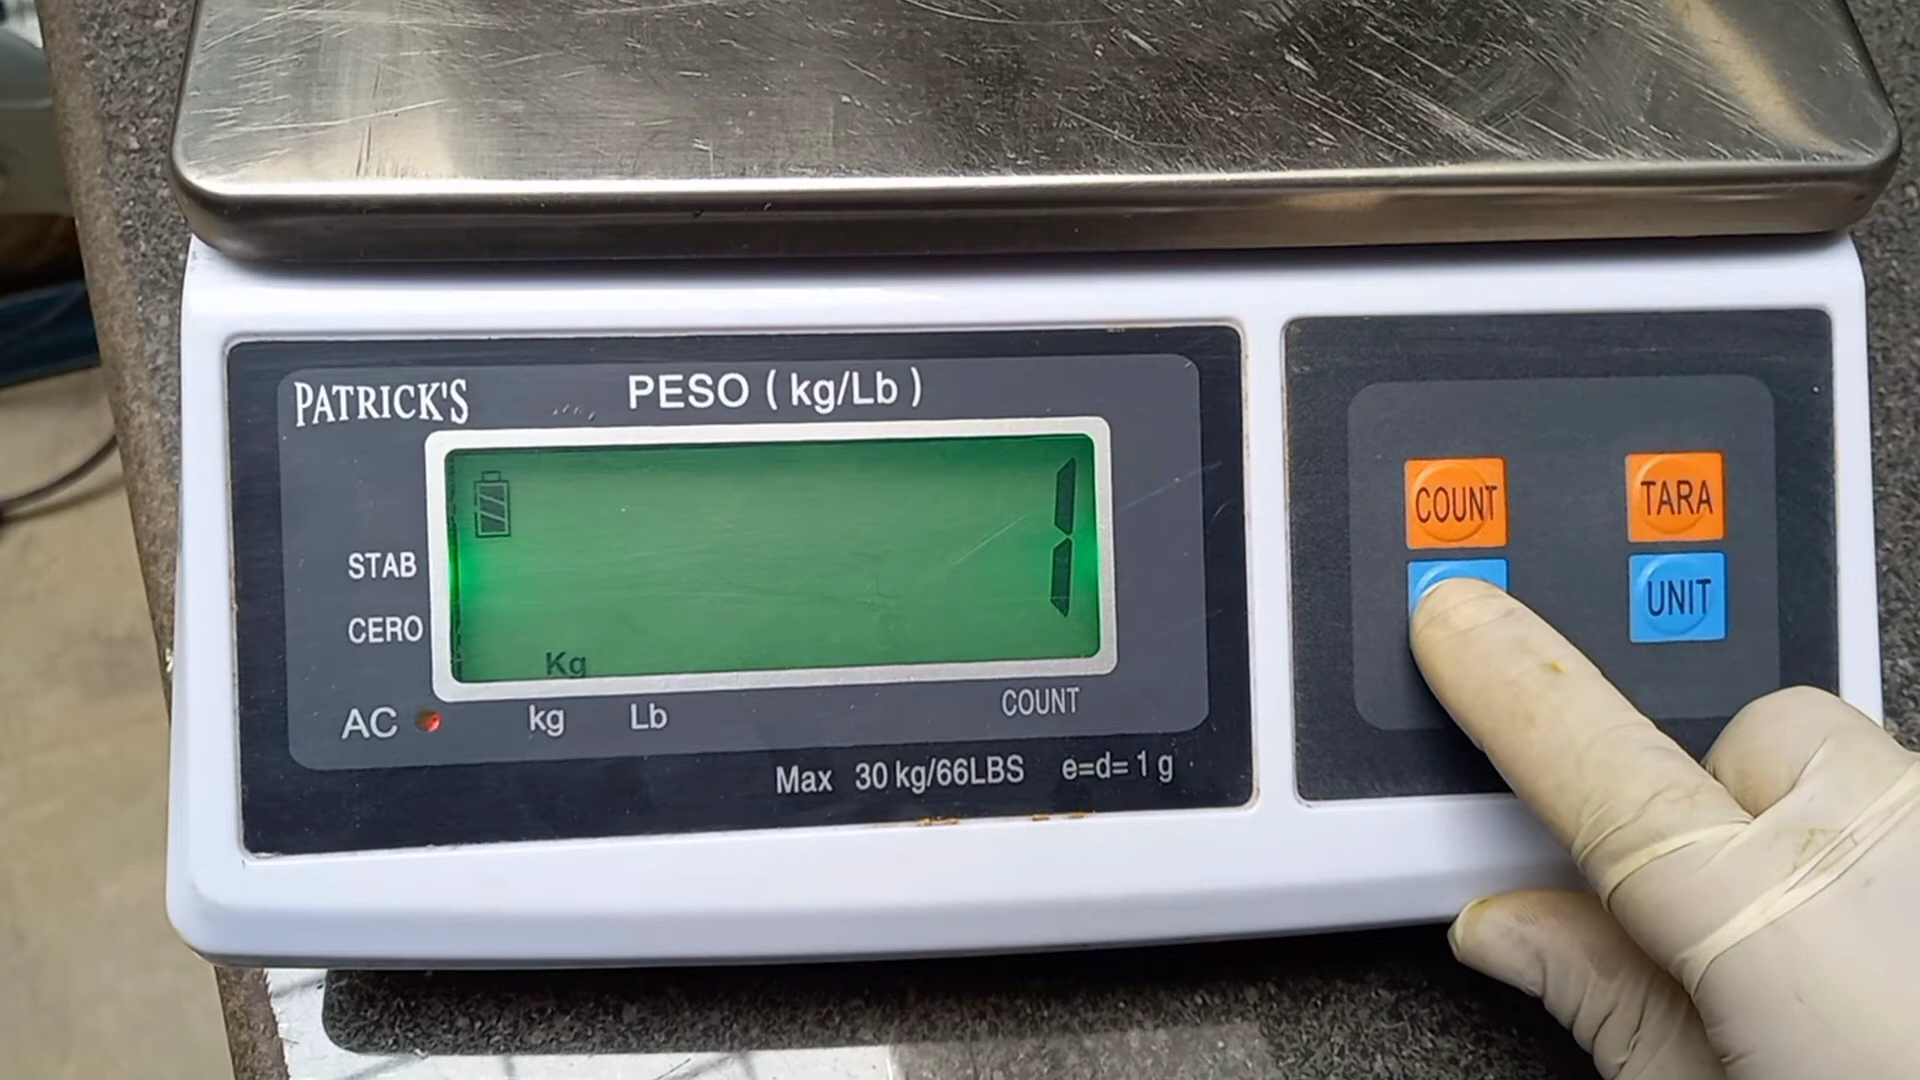 PATRICK'S
PESO ( kg/Lb )
1
STAB
CERO
Kg
AC
kg
Lb
COUNT
Max 30 kg/66LBS e=d= 1 g
COUNT
TARA
UNIT